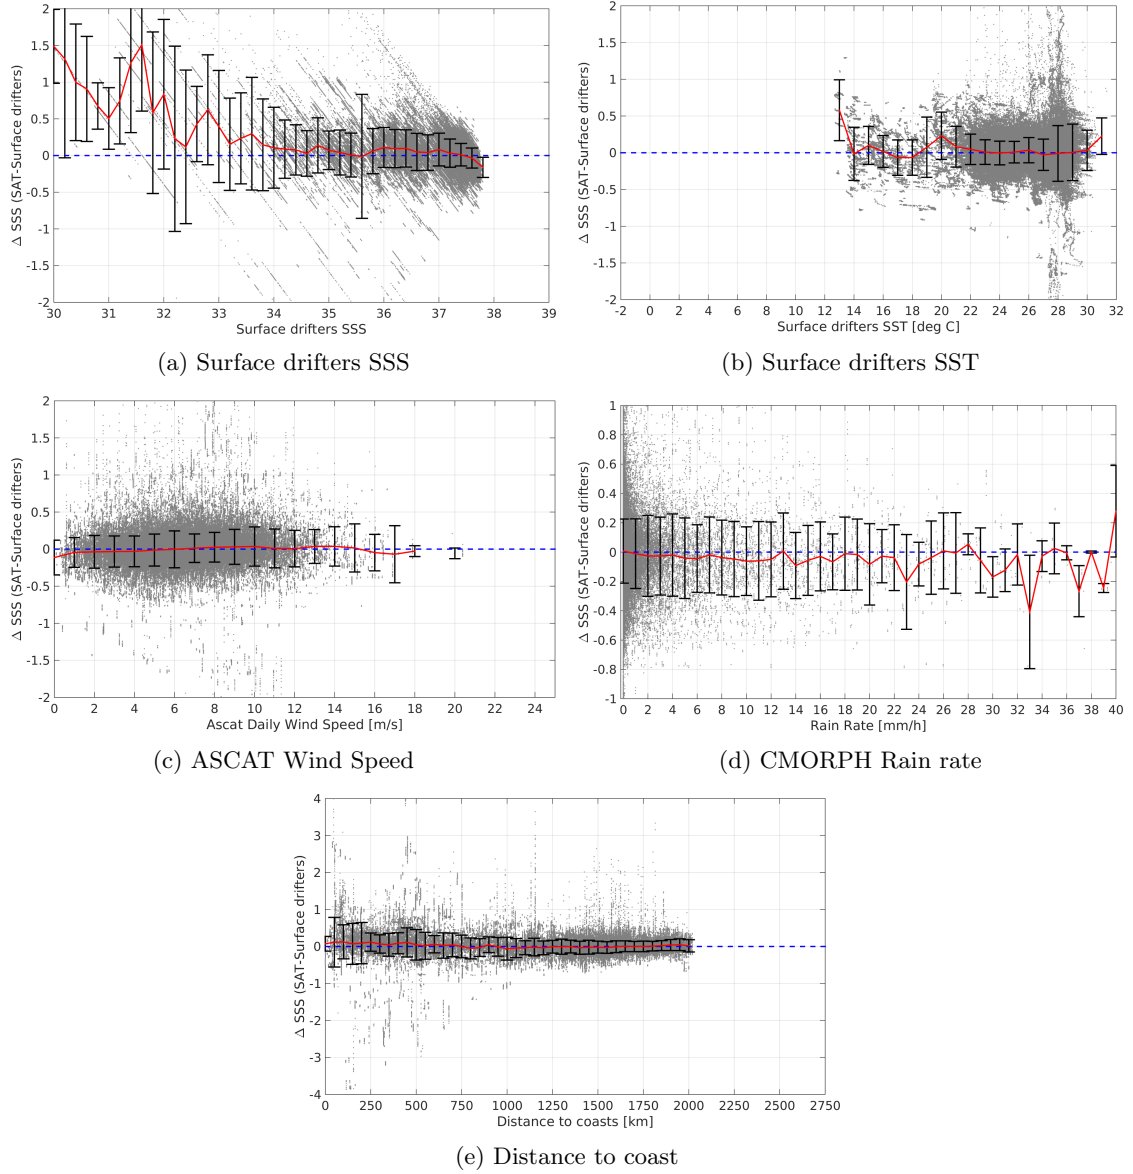 2
1.5
1
0.5
0
-0.5
-1
-1.5
-2
Δ SSS (SAT-Surface drifters)
30 31 32 33 34 35 36 37 38 39
Surface drifters SSS
(a) Surface drifters SSS
2
1.5
1
0.5
0
-0.5
-1
-1.5
-2
Δ SSS (SAT-Surface drifters)
-2 0 2 4 6 8 10 12 14 16 18 20 22 24 26 28 30 32
Surface drifters SST [deg C]
(b) Surface drifters SST
2
1.5
1
0.5
0
-0.5
-1
-1.5
-2
Δ SSS (SAT-Surface drifters)
0 2 4 6 8 10 12 14 16 18 20 22 24
Ascat Daily Wind Speed [m/s]
(c) ASCAT Wind Speed
1
0.8
0.6
0.4
0.2
0
-0.2
-0.4
-0.6
-0.8
-1
Δ SSS (SAT-Surface drifters)
0 2 4 6 8 10 12 14 16 18 20 22 24 26 28 30 32 34 36 38 40
Rain Rate [mm/h]
(d) CMORPH Rain rate
4
3
2
1
0
-1
-2
-3
-4
Δ SSS (SAT-Surface drifters)
0 250 500 750 1000 1250 1500 1750 2000 2250 2500 2750
Distance to coasts [km]
(e) Distance to coast